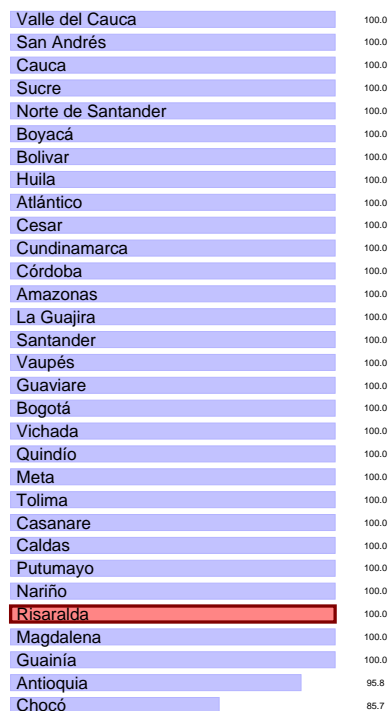 Valle del Cauca 100.0
San Andrés 100.0
Cauca 100.0
Sucre 100.0
Norte de Santander 100.0
Boyacá 100.0
Bolivar 100.0
Huila 100.0
Atlántico 100.0
Cesar 100.0
Cundinamarca 100.0
Córdoba 100.0
Amazonas 100.0
La Guajira 100.0
Santander 100.0
Vaupés 100.0
Guaviare 100.0
Bogotá 100.0
Vichada 100.0
Quindío 100.0
Meta 100.0
Tolima 100.0
Casanare 100.0
Caldas 100.0
Putumayo 100.0
Nariño 100.0
Risaralda 100.0
Magdalena 100.0
Guainía 100.0
Antioquia 95.8
Chocó 85.7